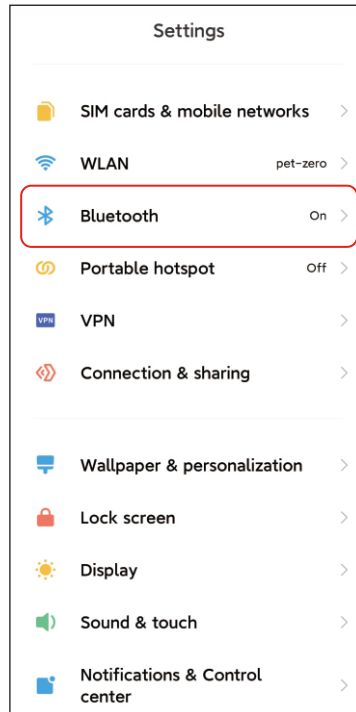 Settings
SIM cards & mobile networks
WLAN pet-zero
Bluetooth On
Portable hotspot Off
VPN VPN
Connection & sharing
Wallpaper & personalization
Lock screen
Display
Sound & touch
Notifications & Control
center